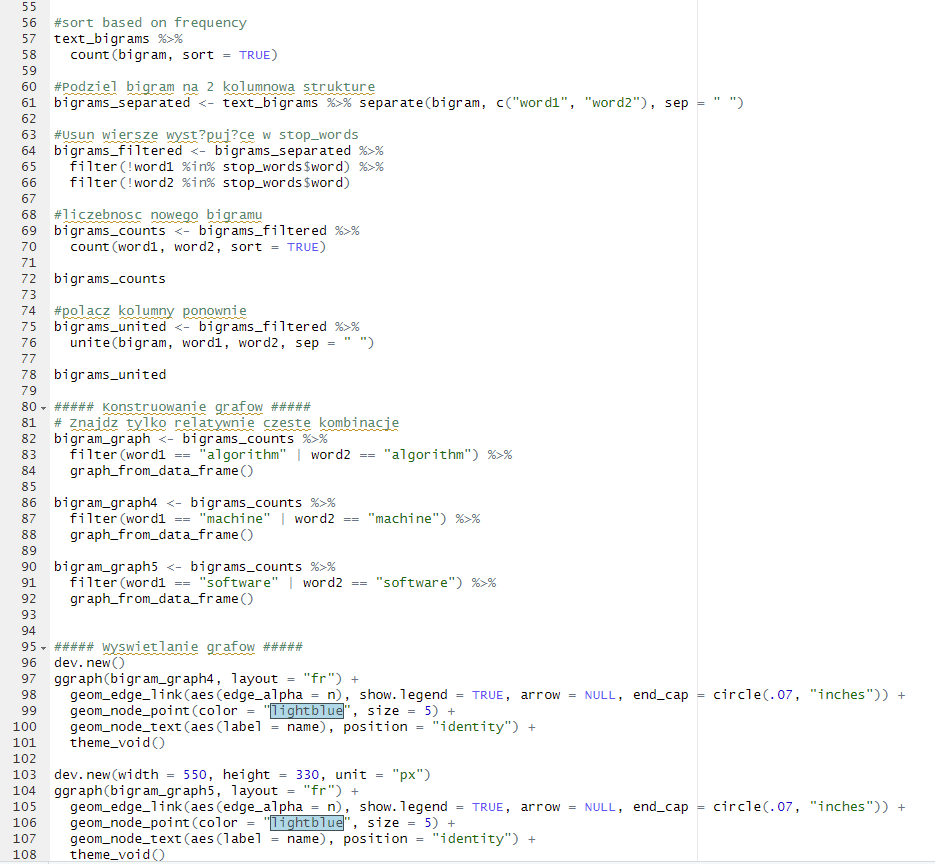 55
56 #sort based on frequency
57 text_bigrams %>%
58   count(bigram, sort = TRUE)
59
60 #Podziel bigram na 2 kolumnowa strukture
61 bigrams_separated <- text_bigrams %>% separate(bigram, c("word1", "word2"), sep = " ")
62
63 #Usun wiersze wyst?puj?ce w stop_words
64 bigrams_filtered <- bigrams_separated %>%
65   filter(!word1 %in% stop_words$word) %>%
66   filter(!word2 %in% stop_words$word)
67
68 #liczebnosc nowego bigramu
69 bigrams_counts <- bigrams_filtered %>%
70   count(word1, word2, sort = TRUE)
71
72 bigrams_counts
73
74 #polacz kolumny ponownie
75 bigrams_united <- bigrams_filtered %>%
76   unite(bigram, word1, word2, sep = " ")
77
78 bigrams_united
79
80 ##### Konstruowanie grafow #####
81 # Znajdz tylko relatywnie czeste kombinacje
82 bigram_graph <- bigrams_counts %>%
83   filter(word1 == "algorithm" | word2 == "algorithm") %>%
84   graph_from_data_frame()
85
86 bigram_graph4 <- bigrams_counts %>%
87   filter(word1 == "machine" | word2 == "machine") %>%
88   graph_from_data_frame()
89
90 bigram_graph5 <- bigrams_counts %>%
91   filter(word1 == "software" | word2 == "software") %>%
92   graph_from_data_frame()
93
94
95 ##### Wyswietlanie grafow #####
96 dev.new()
97 ggraph(bigram_graph4, layout = "fr") +
98   geom_edge_link(aes(edge_alpha = n), show.legend = TRUE, arrow = NULL, end_cap = circle(.07, "inches")) +
99   geom_node_point(color = "lightblue", size = 5) +
100   geom_node_text(aes(label = name), position = "identity") +
101   theme_void()
102
103 dev.new(width = 550, height = 330, unit = "px")
104 ggraph(bigram_graph5, layout = "fr") +
105   geom_edge_link(aes(edge_alpha = n), show.legend = TRUE, arrow = NULL, end_cap = circle(.07, "inches")) +
106   geom_node_point(color = "lightblue", size = 5) +
107   geom_node_text(aes(label = name), position = "identity") +
108   theme_void()